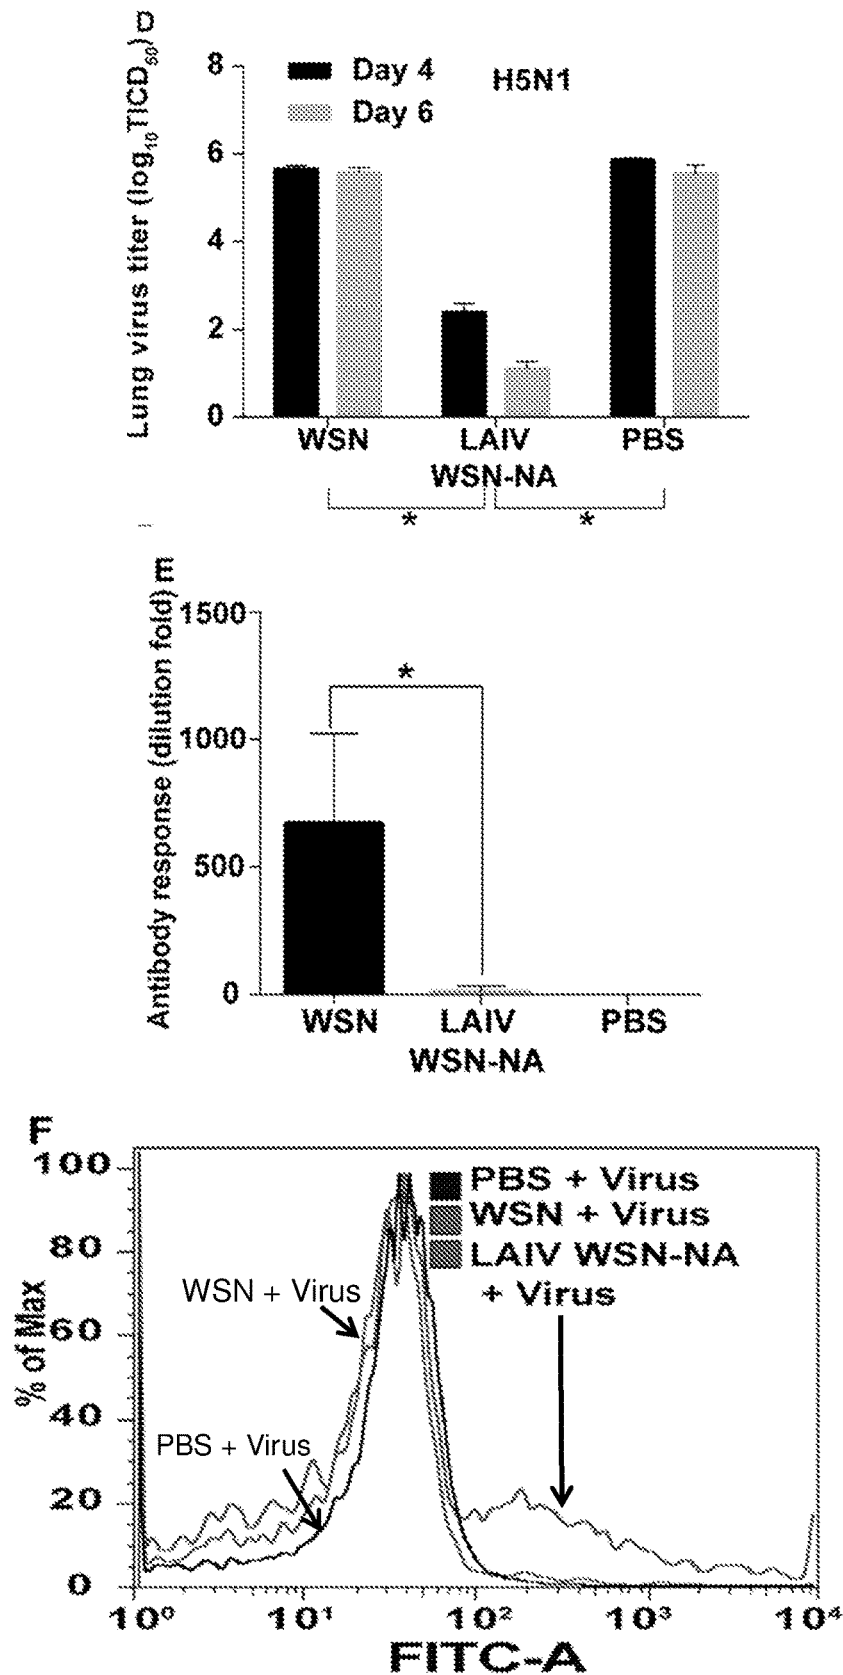 D
Lung virus titer (log10TICD50)
8
6
4
2
0
Day 4
Day 6
H5N1
WSN
LAIV
WSN-NA
PBS
*
*
E
Antibody response (dilution fold)
1500
1000
500
0
*
WSN
LAIV
WSN-NA
PBS
F
% of Max
100
80
60
40
20
0
PBS + Virus
WSN + Virus
LAIV WSN-NA
+ Virus
WSN + Virus
PBS + Virus
10⁰
10¹
10²
10³
10⁴
FITC-A